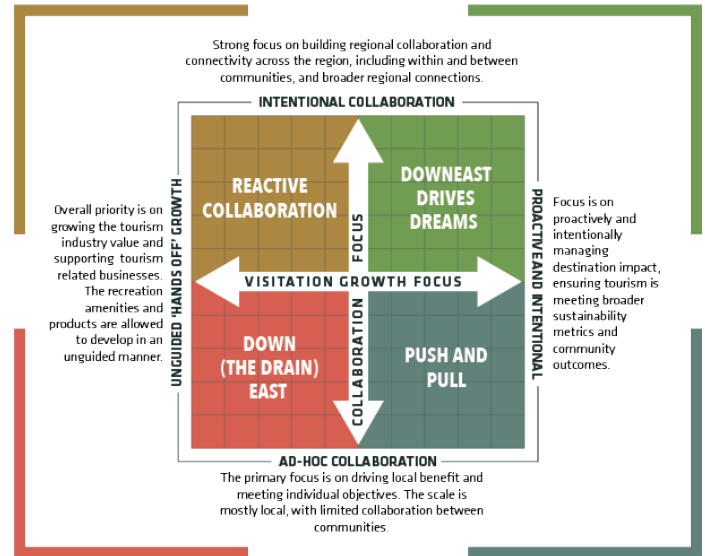 Strong focus on building regional collaboration and
connectivity across the region, including within and between
communities, and broader regional connections.
INTENTIONAL COLLABORATION
REACTIVE
COLLABORATION
DOWNEAST
DRIVES
DREAMS
Overall priority is on
growing the tourism
industry value and
supporting tourism
related businesses.
The recreation
amenities and
products are allowed
to develop in an
unguided manner.
UNGUIDED 'HANDS OFF' GROWTH
VISITATION GROWTH FOCUS
COLLABORATION FOCUS
PROACTIVE AND INTENTIONAL
Focus is on
proactively and
intentionally
managing
destination impact,
ensuring tourism is
meeting broader
sustainability
metrics and
community
outcomes.
DOWN
(THE DRAIN)
EAST
PUSH AND
PULL
AD-HOC COLLABORATION
The primary focus is on driving local benefit and
meeting individual objectives. The scale is
mostly local, with limited collaboration between
communities.